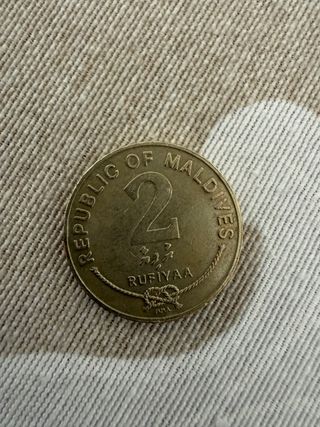 REPUBLIC OF MALDIVES
2
ރުފިޔާ
RUFIYAA